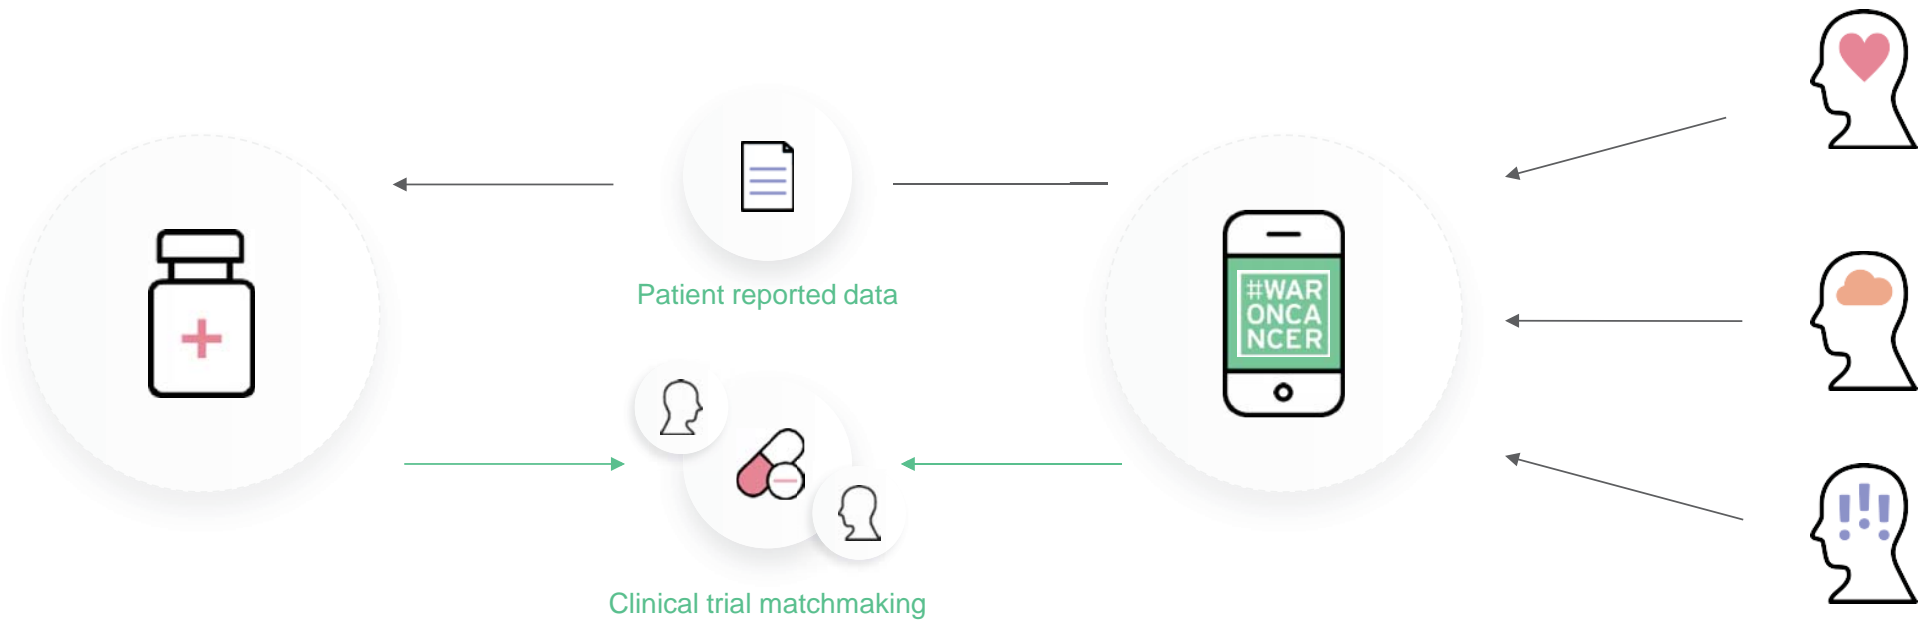 Patient reported data
#WAR
ONCA
NCER
Clinical trial matchmaking